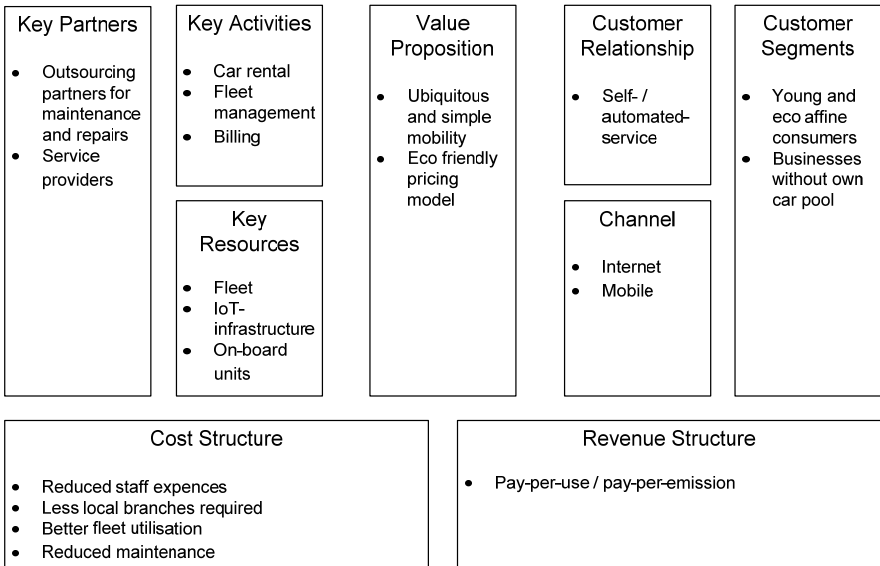 Key Partners
• Outsourcing
partners for
maintenance
and repairs
• Service
providers
Key Activities
• Car rental
• Fleet
management
• Billing
Key
Resources
• Fleet
• IoT-
infrastructure
• On-board
units
Value
Proposition
• Ubiquitous
and simple
mobility
• Eco friendly
pricing
model
Customer
Relationship
• Self- /
automated-
service
Channel
• Internet
• Mobile
Customer
Segments
• Young and
eco affine
consumers
• Businesses
without own
car pool
Cost Structure
• Reduced staff expences
• Less local branches required
• Better fleet utilisation
• Reduced maintenance
Revenue Structure
• Pay-per-use / pay-per-emission